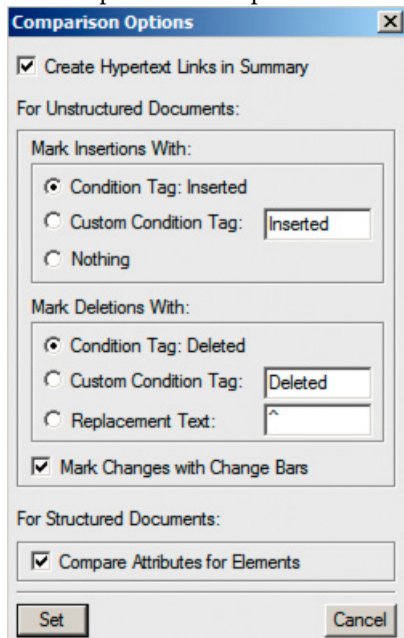 Comparison Options
Create Hypertext Links in Summary
For Unstructured Documents:
Mark Insertions With:
Condition Tag: Inserted
Custom Condition Tag: Inserted
Nothing
Mark Deletions With:
Condition Tag: Deleted
Custom Condition Tag: Deleted
Replacement Text: ^
Mark Changes with Change Bars
For Structured Documents:
Compare Attributes for Elements
Set Cancel